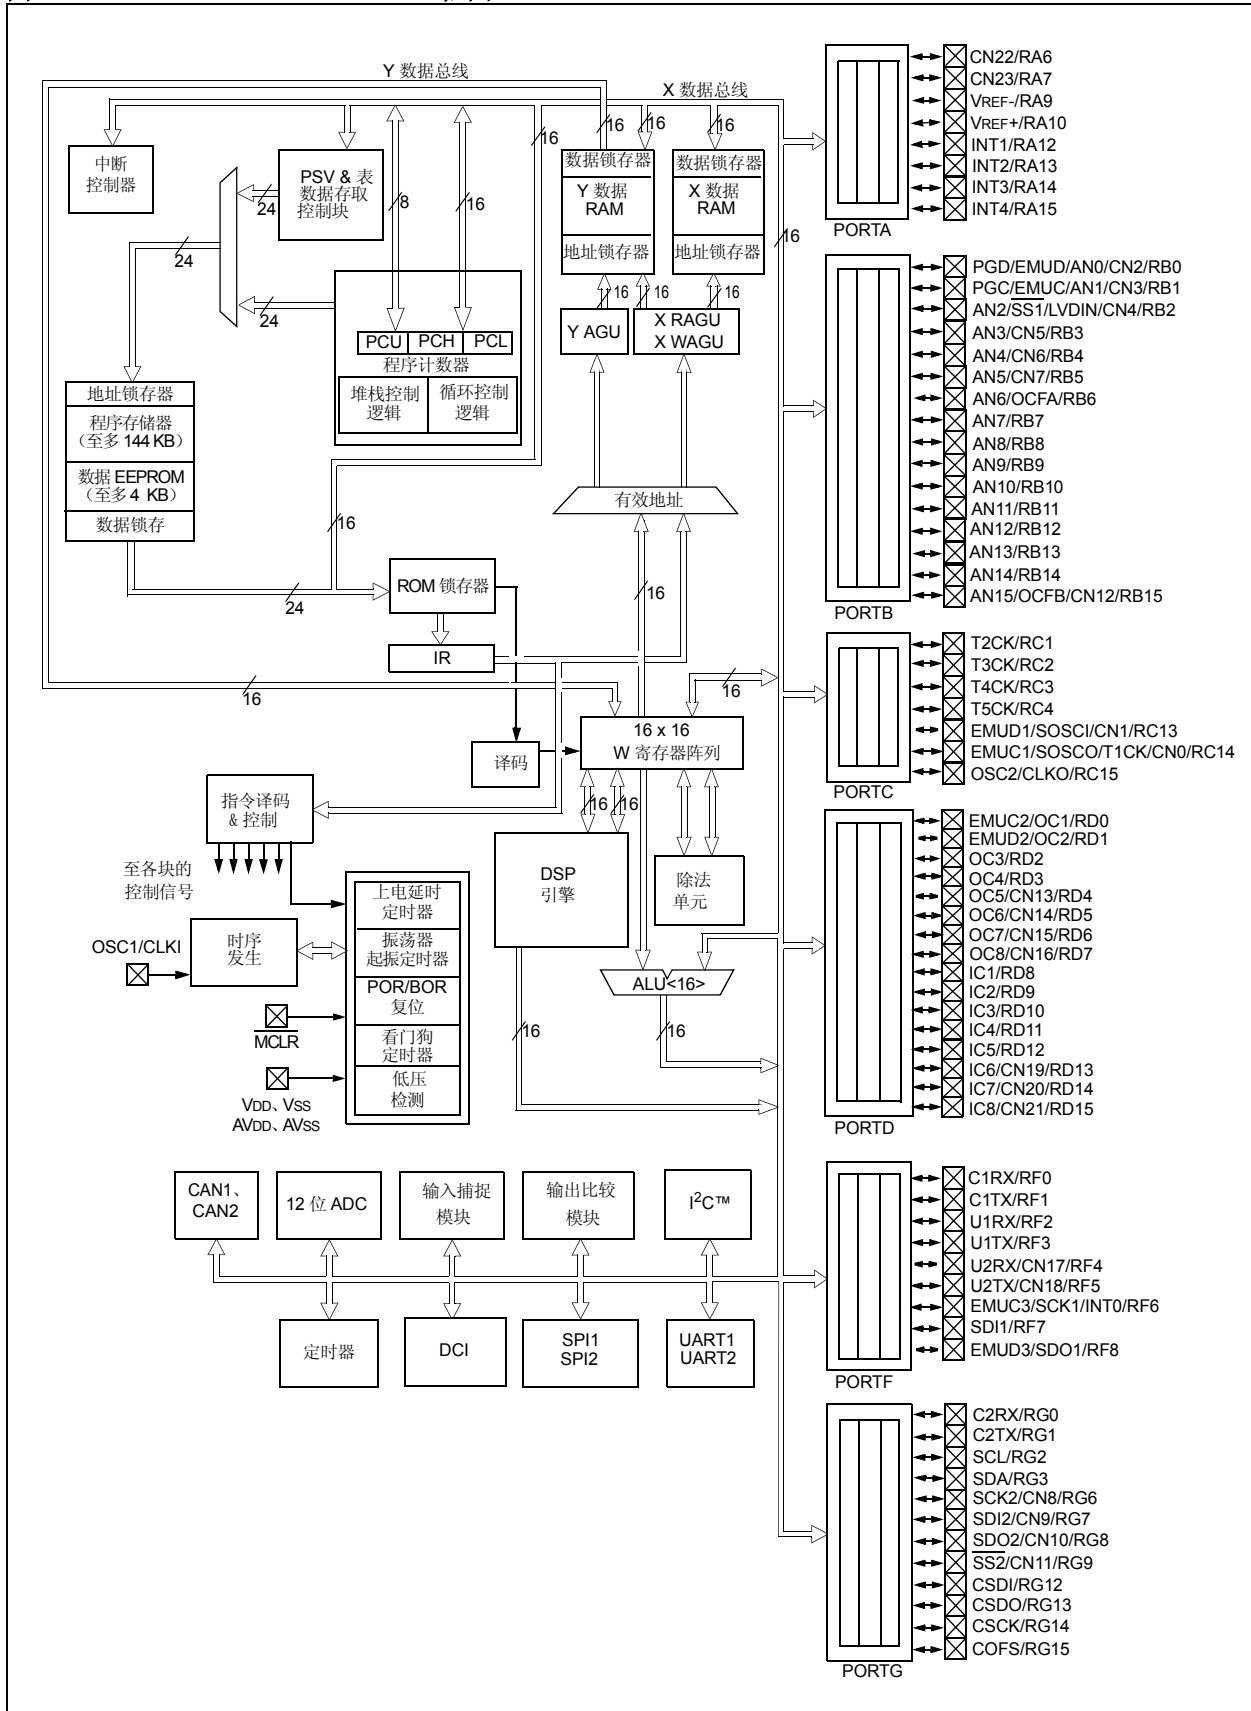 Y 数据总线
X 数据总线
16
16
16
16
中断
控制器
PSV & 表
数据存取
控制块
24
8
16
数据锁存器
Y 数据
RAM
地址锁存器
数据锁存器
X 数据
RAM
地址锁存器
16
24
24
16
16
16
Y AGU
X RAGU
X WAGU
PCU
PCH
PCL
程序计数器
堆栈控制
逻辑
循环控制
逻辑
地址锁存器
程序存储器
(至多 144 KB)
数据 EEPROM
(至多 4 KB)
数据锁存
16
24
有效地址
ROM 锁存器
16
IR
16
16
16 x 16
W 寄存器阵列
译码
指令译码
& 控制
16
16
至各块的
控制信号
DSP
引擎
除法
单元
上电延时
定时器
振荡器
起振定时器
POR/BOR
复位
看门狗
定时器
低压
检测
OSC1/CLKI
时序
发生
MCLR
VDD、VSS
AVDD、AVSS
ALU<16>
16
16
CAN1、
CAN2
12 位 ADC
输入捕捉
模块
输出比较
模块
I²C™
定时器
DCI
SPI1
SPI2
UART1
UART2
CN22/RA6
CN23/RA7
VREF-/RA9
VREF+/RA10
INT1/RA12
INT2/RA13
INT3/RA14
INT4/RA15
PORTA
PGD/EMUD/AN0/CN2/RB0
PGC/EMUC/AN1/CN3/RB1
AN2/SS1/LVDIN/CN4/RB2
AN3/CN5/RB3
AN4/CN6/RB4
AN5/CN7/RB5
AN6/OCFA/RB6
AN7/RB7
AN8/RB8
AN9/RB9
AN10/RB10
AN11/RB11
AN12/RB12
AN13/RB13
AN14/RB14
AN15/OCFB/CN12/RB15
PORTB
T2CK/RC1
T3CK/RC2
T4CK/RC3
T5CK/RC4
EMUD1/SOSCI/CN1/RC13
EMUC1/SOSCO/T1CK/CN0/RC14
OSC2/CLKO/RC15
PORTC
EMUC2/OC1/RD0
EMUD2/OC2/RD1
OC3/RD2
OC4/RD3
OC5/CN13/RD4
OC6/CN14/RD5
OC7/CN15/RD6
OC8/CN16/RD7
IC1/RD8
IC2/RD9
IC3/RD10
IC4/RD11
IC5/RD12
IC6/CN19/RD13
IC7/CN20/RD14
IC8/CN21/RD15
PORTD
C1RX/RF0
C1TX/RF1
U1RX/RF2
U1TX/RF3
U2RX/CN17/RF4
U2TX/CN18/RF5
EMUC3/SCK1/INT0/RF6
SDI1/RF7
EMUD3/SDO1/RF8
PORTF
C2RX/RG0
C2TX/RG1
SCL/RG2
SDA/RG3
SCK2/CN8/RG6
SDI2/CN9/RG7
SDO2/CN10/RG8
SS2/CN11/RG9
CSDI/RG12
CSDO/RG13
CSCK/RG14
COFS/RG15
PORTG